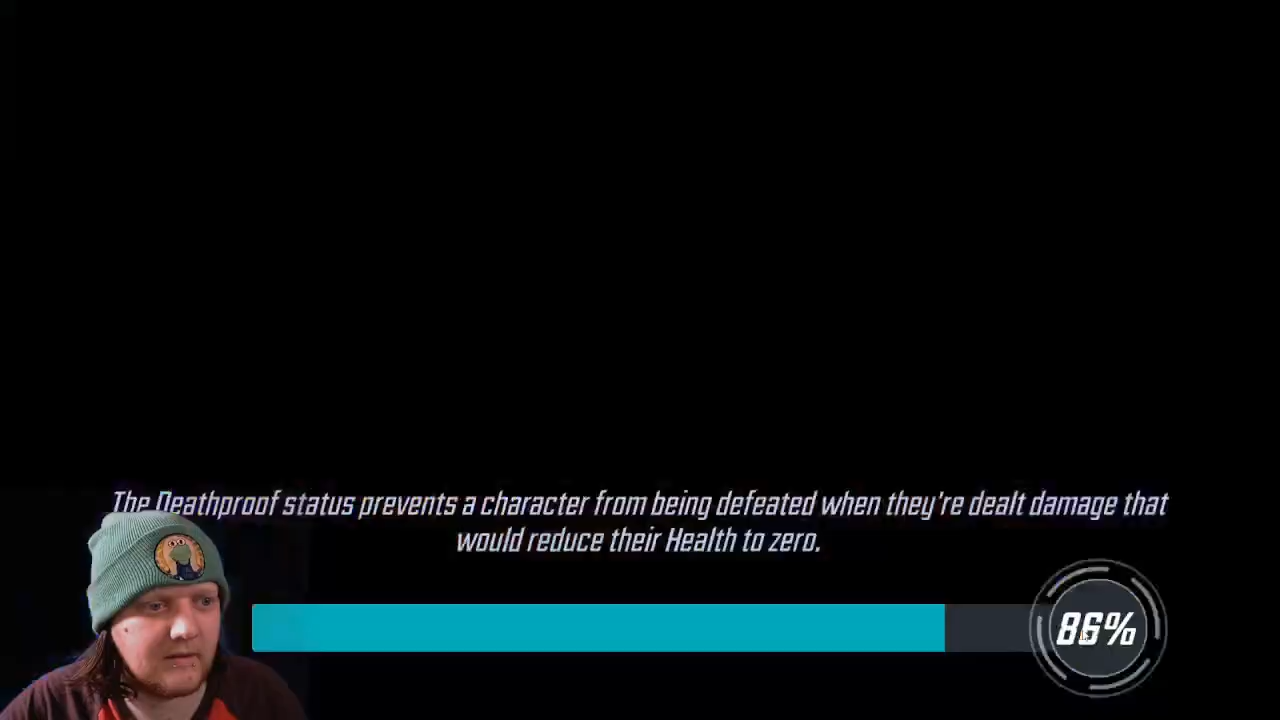 The Deathproof status prevents a character from being defeated when they're dealt damage that
would reduce their Health to zero.
86%